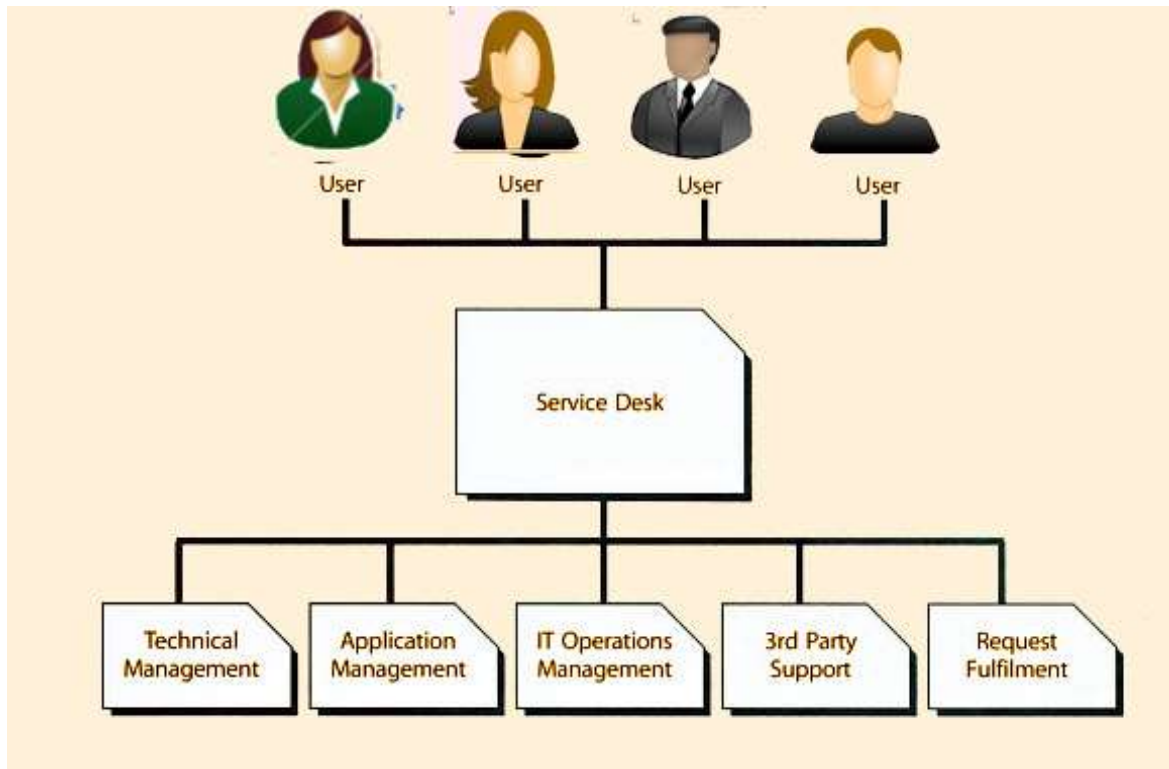 User
User
User
User
Service Desk
Technical
Management
Application
Management
IT Operations
Management
3rd Party
Support
Request
Fulfilment